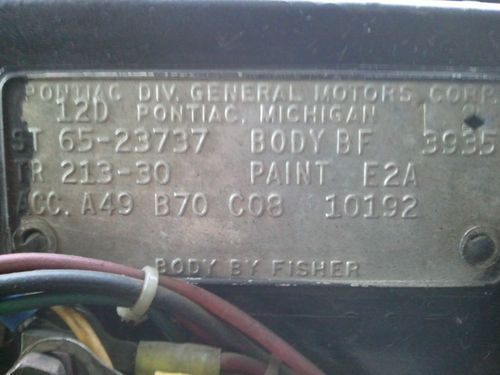 PONTIAC DIV. GENERAL MOTORS CORP.
12D PONTIAC, MICHIGAN
ST 65-23737 BODY BF 3935
TR 213-30 PAINT E2A
ACC. A49 B70 C08 10192
BODY BY FISHER